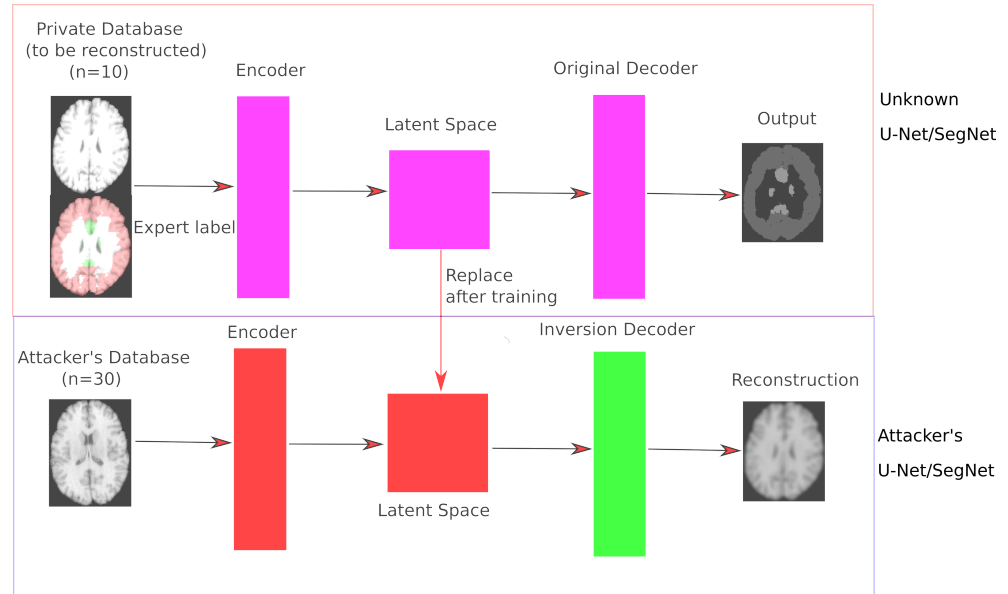 Private Database
(to be reconstructed)
(n=10)
Encoder
Original Decoder
Latent Space
Output
Unknown
U-Net/SegNet
Expert label
Replace
after training
Encoder
Inversion Decoder
Attacker's Database
(n=30)
Reconstruction
Attacker's
U-Net/SegNet
Latent Space